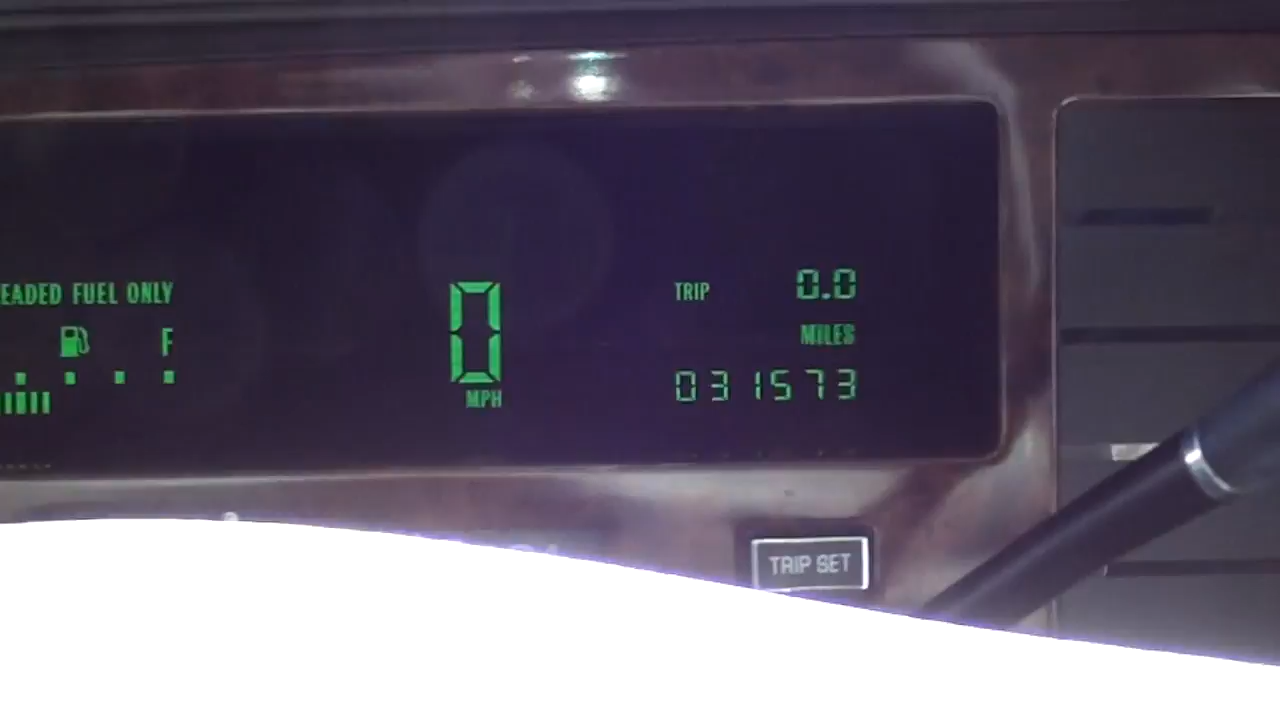 EADED FUEL ONLY
F
0
MPH
TRIP 0.0
MILES
031573
TRIP SET